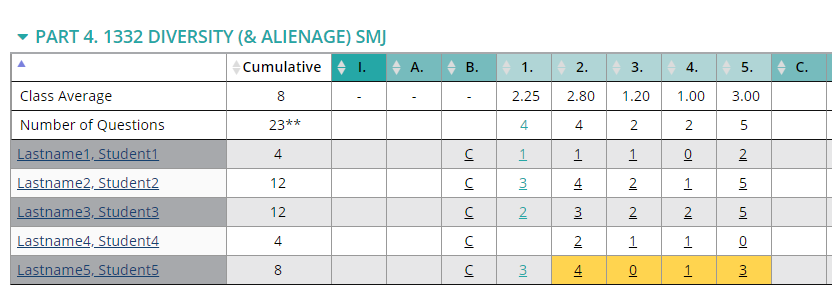 PART 4. 1332 DIVERSITY (& ALIENAGE) SMJ
Cumulative I. A. B. 1. 2. 3. 4. 5. C.
Class Average 8 - - - 2.25 2.80 1.20 1.00 3.00
Number of Questions 23** 4 4 2 2 5
Lastname1, Student1 4 C 1 1 1 0 2
Lastname2, Student2 12 C 3 4 2 1 5
Lastname3, Student3 12 C 2 3 2 2 5
Lastname4, Student4 4 C 2 1 1 0
Lastname5, Student5 8 C 3 4 0 1 3